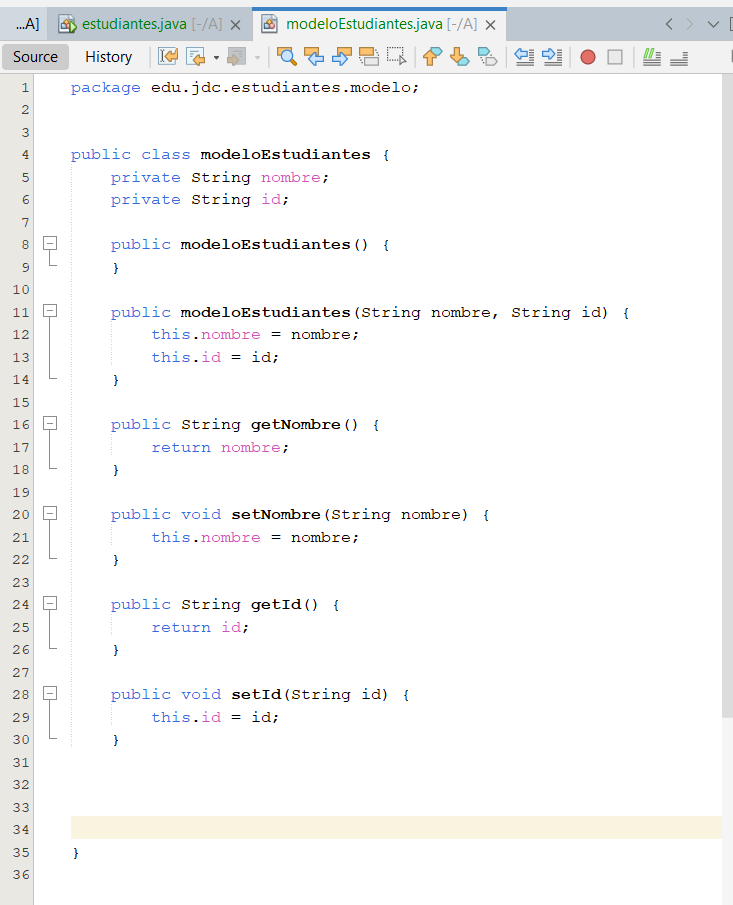 ...A] estudiantes.java [-/A] modeloEstudiantes.java [-/A]
Source History
1 package edu.jdc.estudiantes.modelo;
2
3
4 public class modeloEstudiantes {
5 private String nombre;
6 private String id;
7
8 public modeloEstudiantes() {
9 }
10
11 public modeloEstudiantes(String nombre, String id) {
12 this.nombre = nombre;
13 this.id = id;
14 }
15
16 public String getNombre() {
17 return nombre;
18 }
19
20 public void setNombre(String nombre) {
21 this.nombre = nombre;
22 }
23
24 public String getId() {
25 return id;
26 }
27
28 public void setId(String id) {
29 this.id = id;
30 }
31
32
33
34
35 }
36